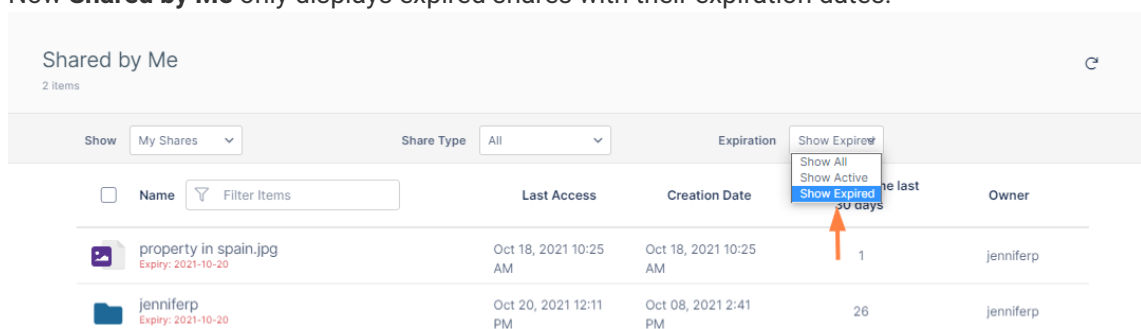 Now Shared by Me only displays expired shares with their expiration dates.
Shared by Me
2 items
Show My Shares Share Type All Expiration Show Expired
Show All
Show Active
Show Expired
Name Filter Items Last Access Creation Date the last 30 days Owner
property in spain.jpg Oct 18, 2021 10:25 AM Oct 18, 2021 10:25 AM 1 jenniferp
Expiry: 2021-10-20
jenniferp Oct 20, 2021 12:11 PM Oct 08, 2021 2:41 PM 26 jenniferp
Expiry: 2021-10-20